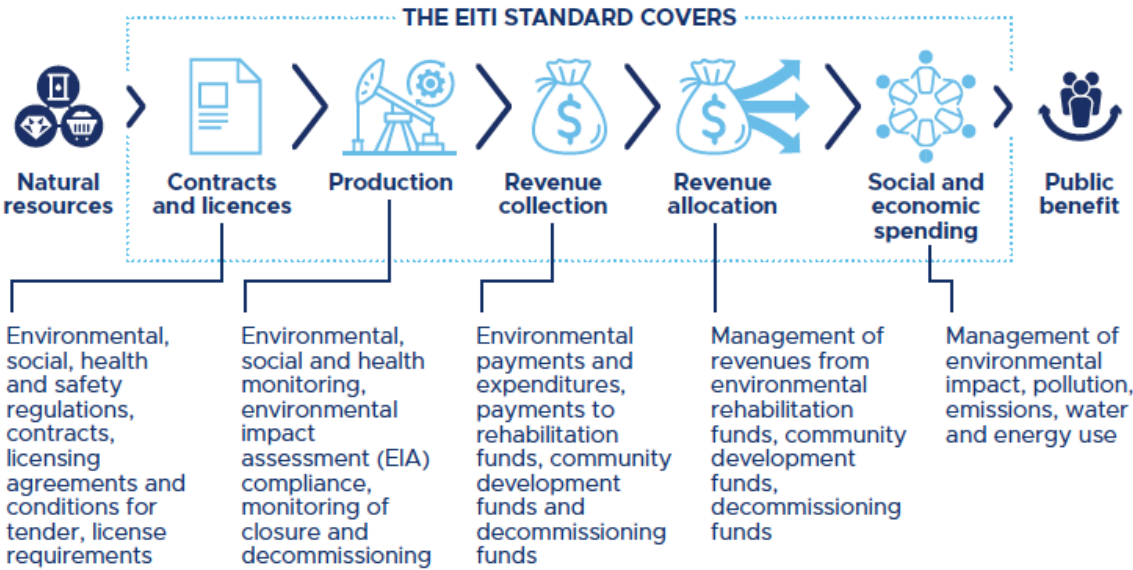 THE EITI STANDARD COVERS
$
$
Natural
resources
Contracts
and licences
Production
Revenue
collection
Revenue
allocation
Social and
economic
spending
Public
benefit
Environmental,
social, health
and safety
regulations,
contracts,
licensing
agreements and
conditions for
tender, license
requirements
Environmental,
social and health
monitoring,
environmental
impact
assessment (EIA)
compliance,
monitoring of
closure and
decommissioning
Environmental
payments and
expenditures,
payments to
rehabilitation
funds, community
development
funds and
decommissioning
funds
Management of
revenues from
environmental
rehabilitation
funds, community
development
funds,
decommissioning
funds
Management of
environmental
impact, pollution,
emissions, water
and energy use